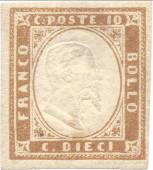 C. POSTE 10
FRANCO
BOLLO
C. DIECI